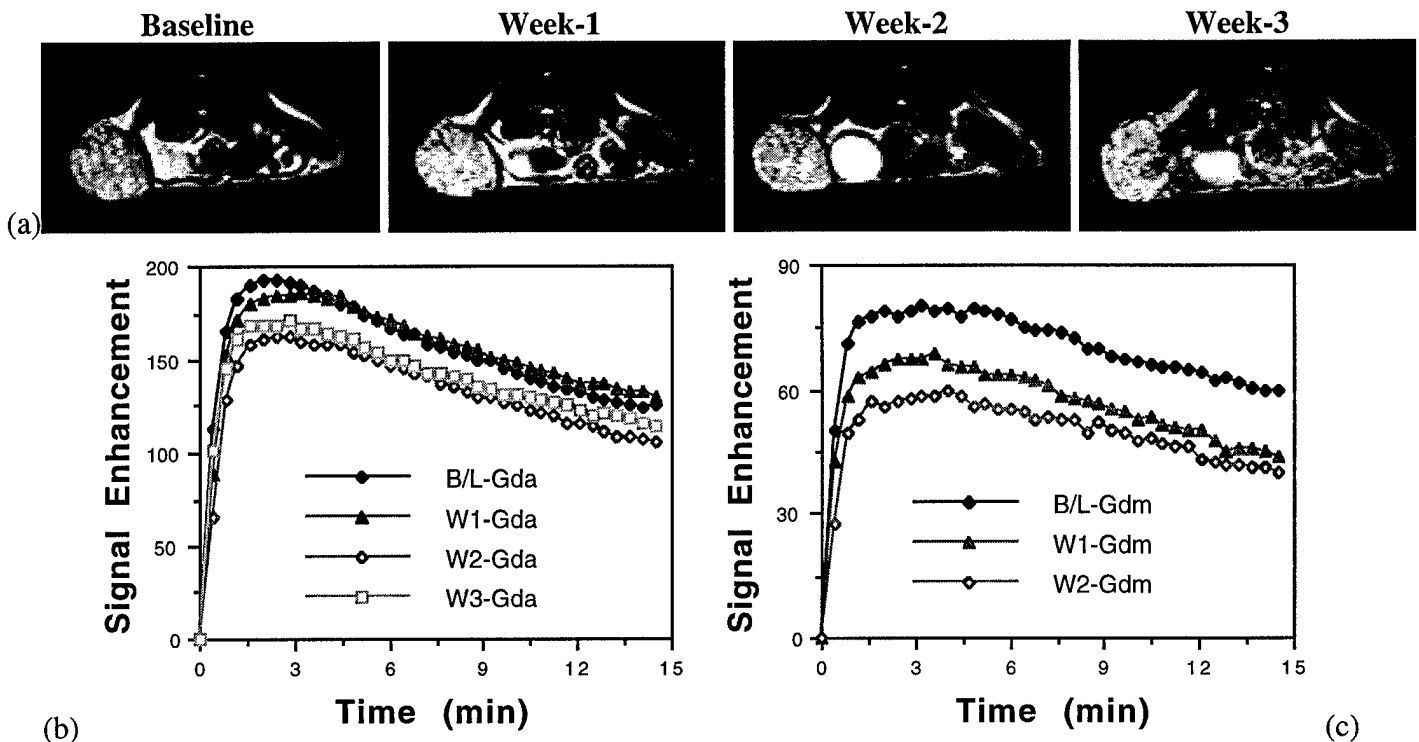 Baseline Week-1 Week-2 Week-3
(a)
200
150
100
50
0
Signal Enhancement
B/L-Gda
W1-Gda
W2-Gda
W3-Gda
0 3 6 9 12 15
Time (min)
(b)
90
60
30
0
Signal Enhancement
B/L-Gdm
W1-Gdm
W2-Gdm
0 3 6 9 12 15
Time (min)
(c)